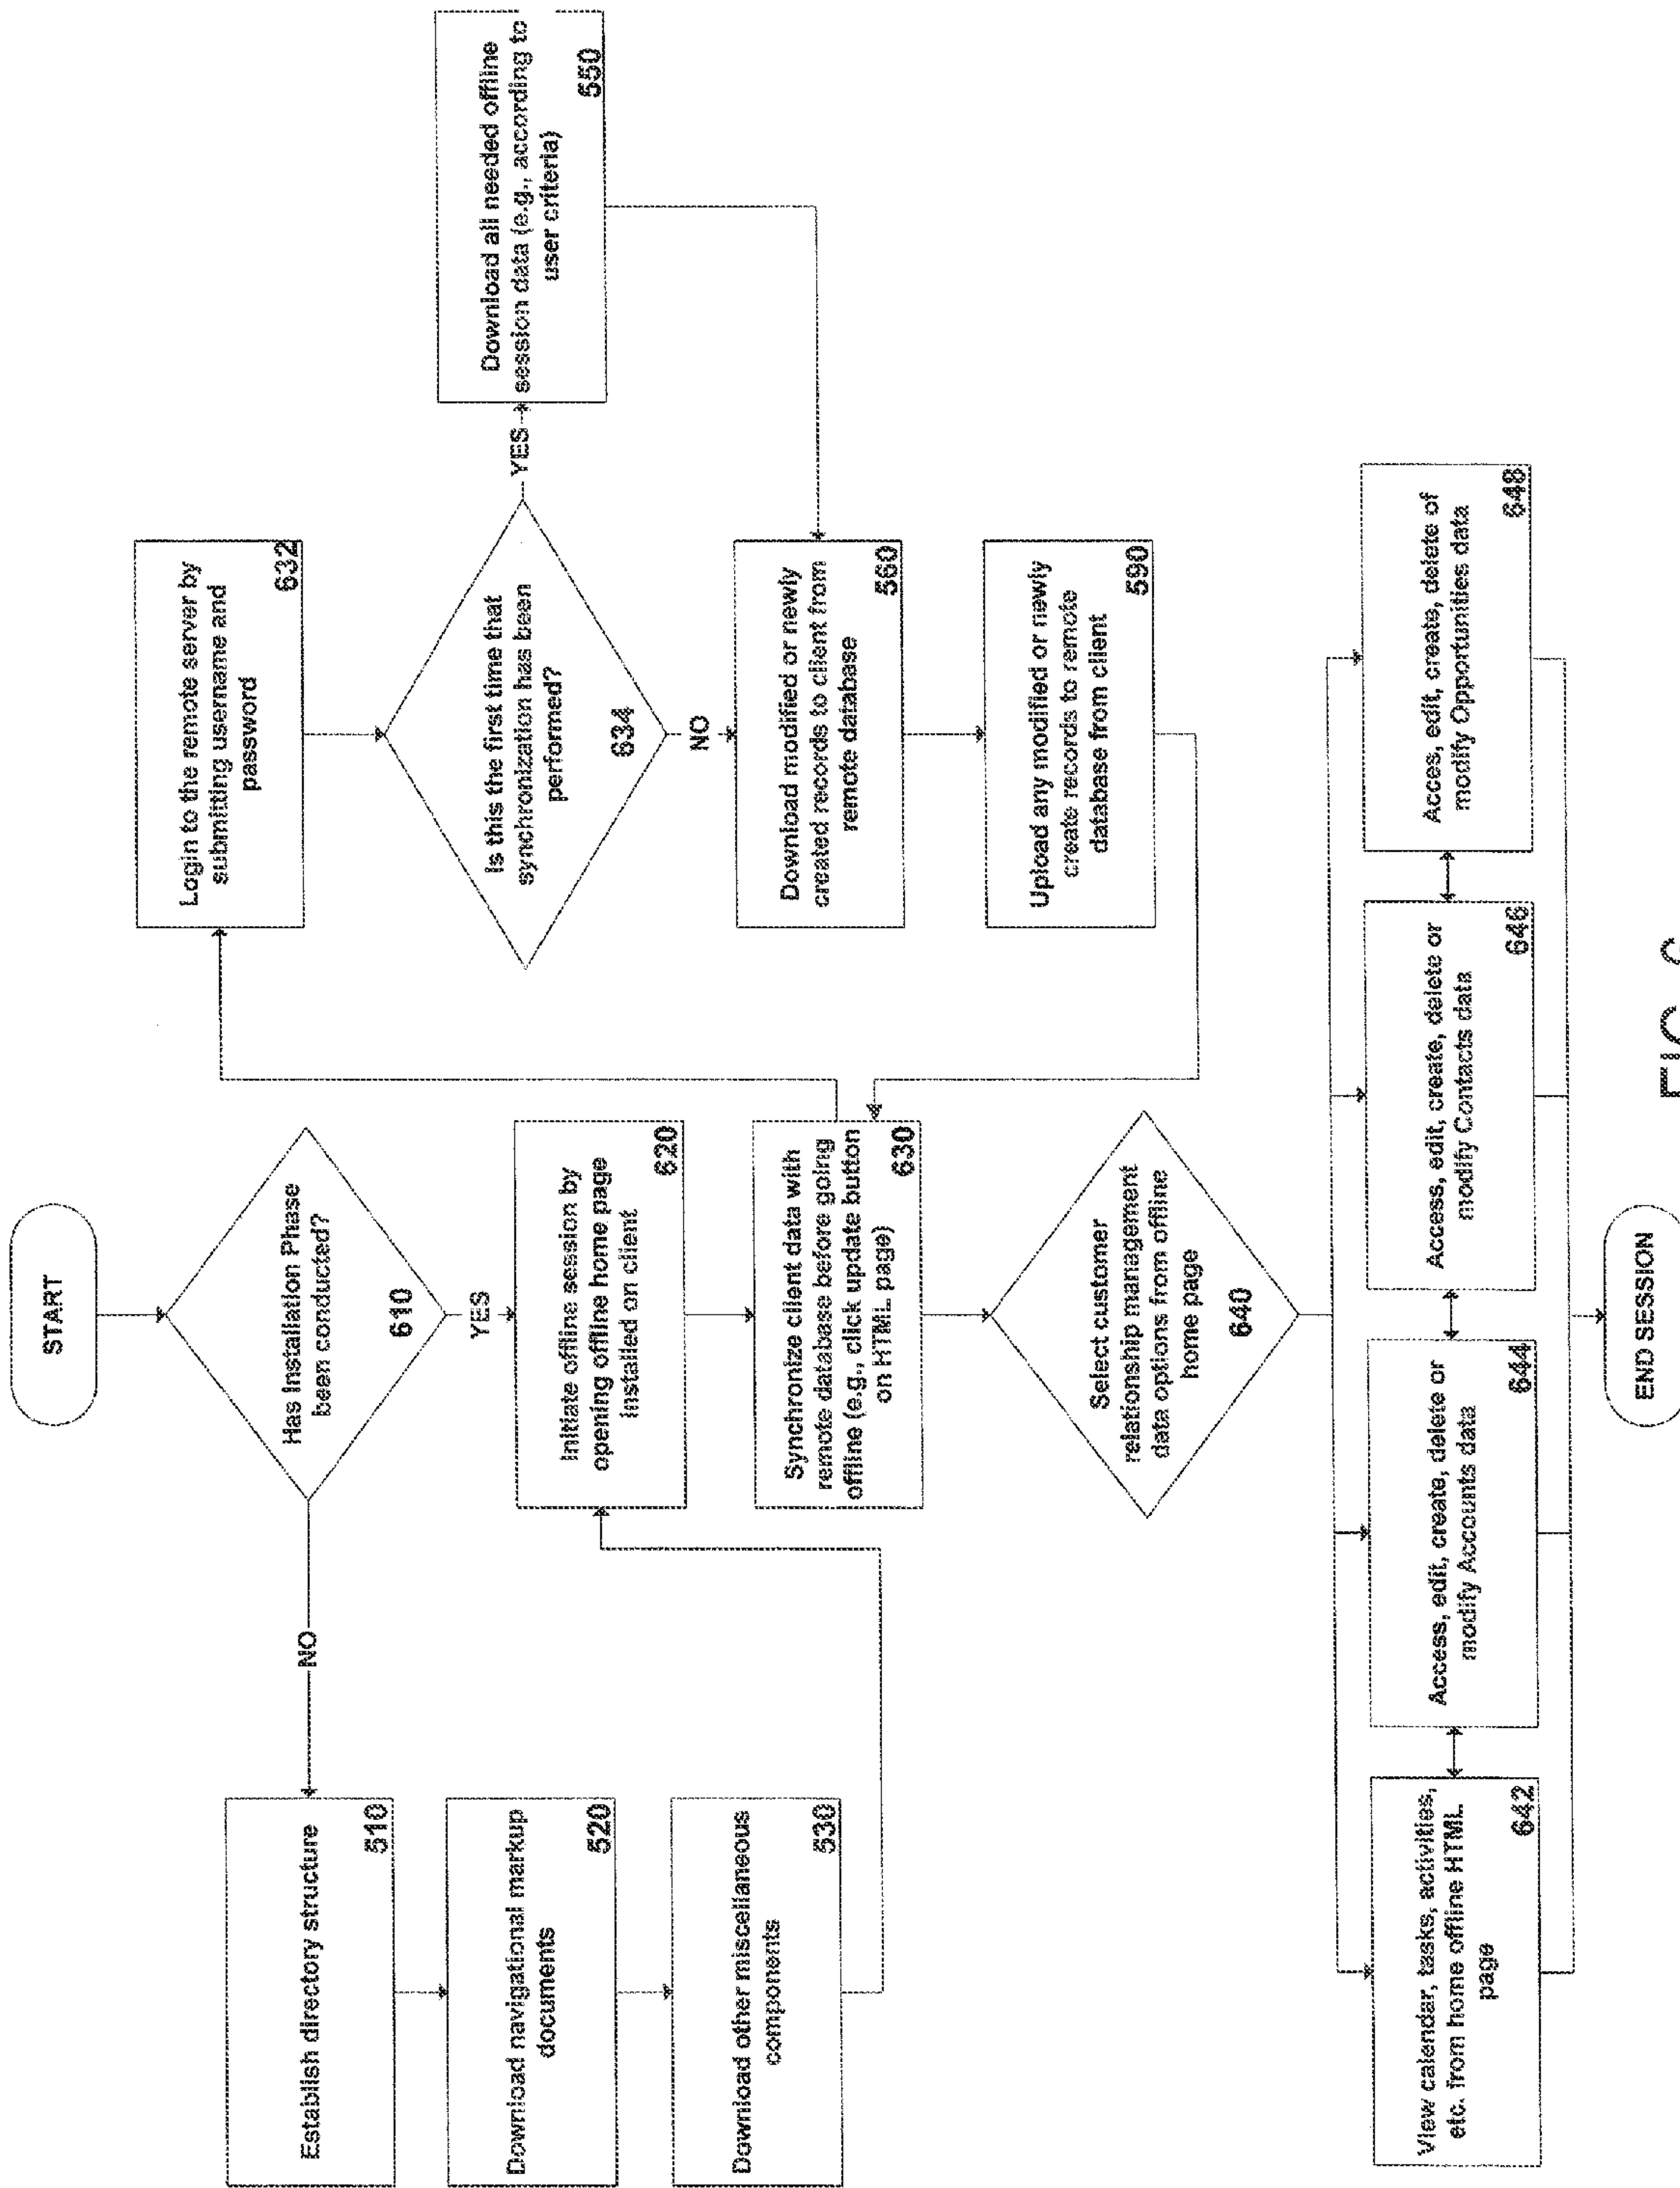 START
Has Installation Phase
been conducted?
610
NO
YES
Establish directory structure
510
Download navigational markup
documents
520
Download other miscellaneous
components
530
Initiate offline session by
opening offline home page
installed on client
620
Synchronize client data with
remote database before going
offline (e.g., click update button
on HTML page)
630
Login to the remote server by
submitting username and
password
632
Is this the first time that
synchronization has been
performed?
634
YES
NO
Download all needed offline
session data (e.g., according to
user criteria)
550
Download modified or newly
created records to client from
remote database
560
Upload any modified or newly
create records to remote
database from client
590
Select customer
relationship management
data options from offline
home page
640
View calendar, tasks, activities,
etc. from home offline HTML
page
642
Access, edit, create, delete or
modify Accounts data
644
Access, edit, create, delete or
modify Contacts data
646
Acces, edit, create, delete of
modify Opportunities data
648
END SESSION